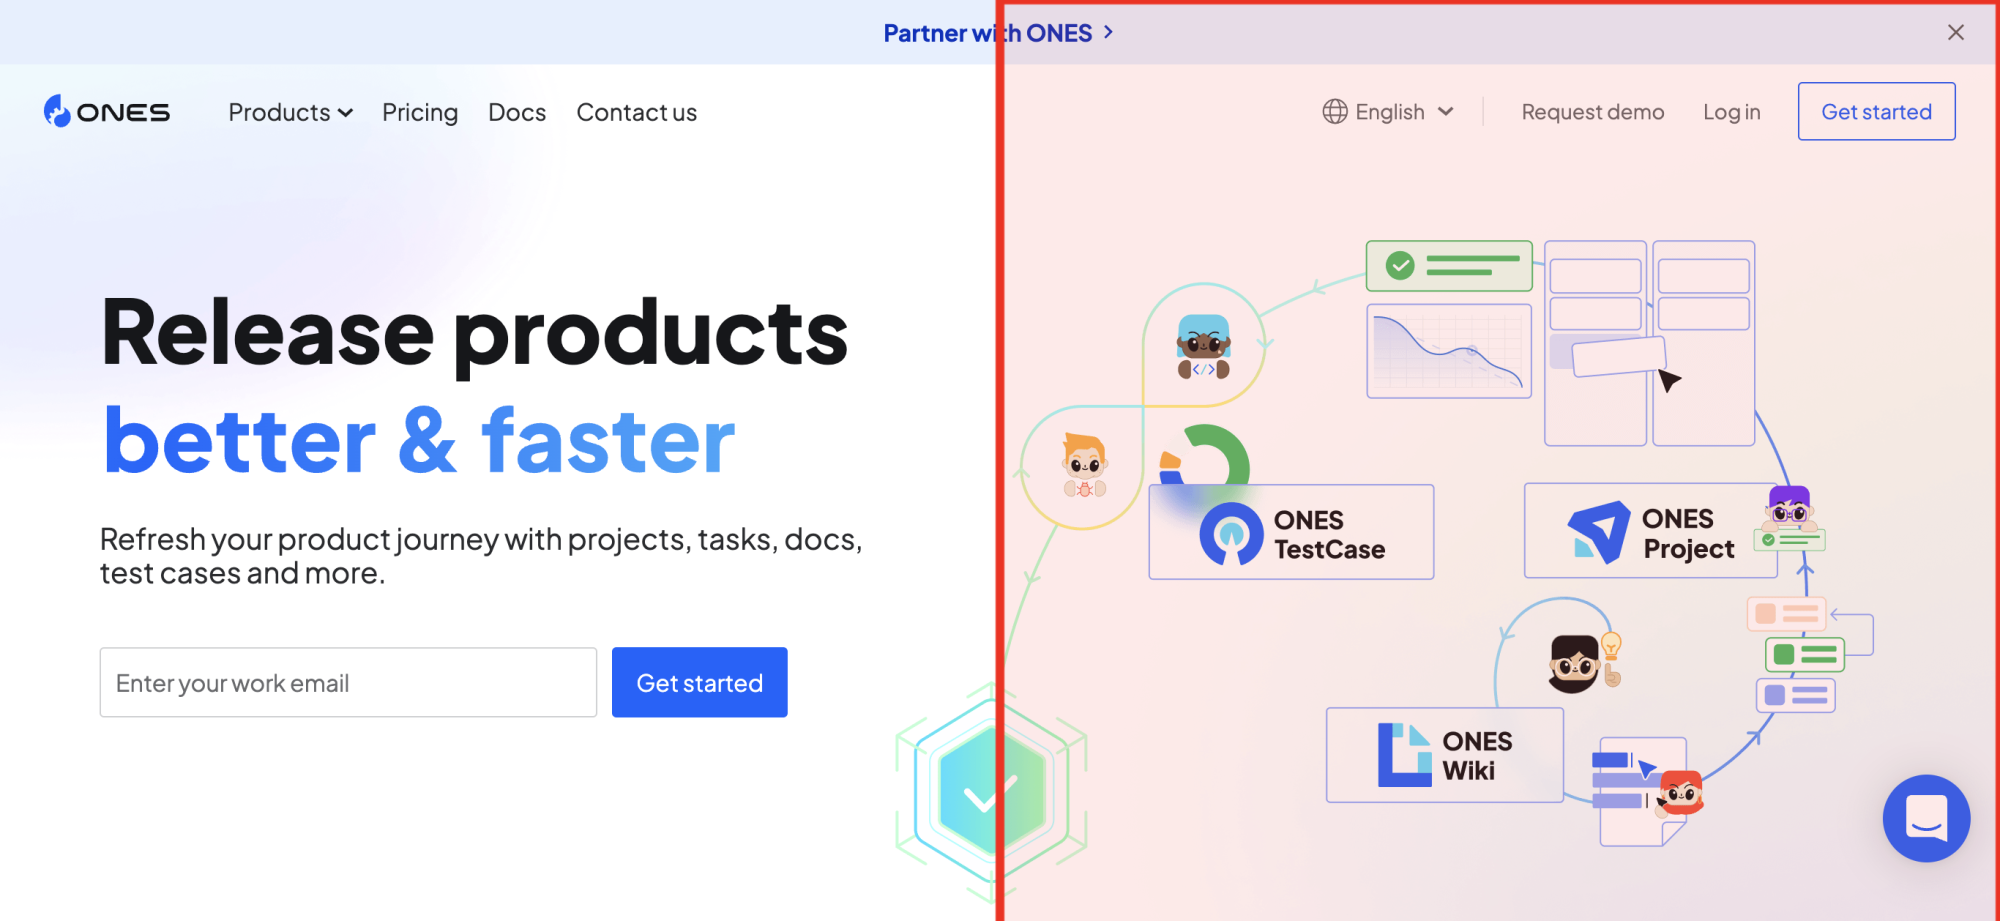 Partner with ONES
ONES
Products
Pricing
Docs
Contact us
English
Request demo
Log in
Get started
Release products
better & faster
Refresh your product journey with projects, tasks, docs,
test cases and more.
Enter your work email
Get started
</>
ONES
TestCase
ONES
Project
ONES
Wiki